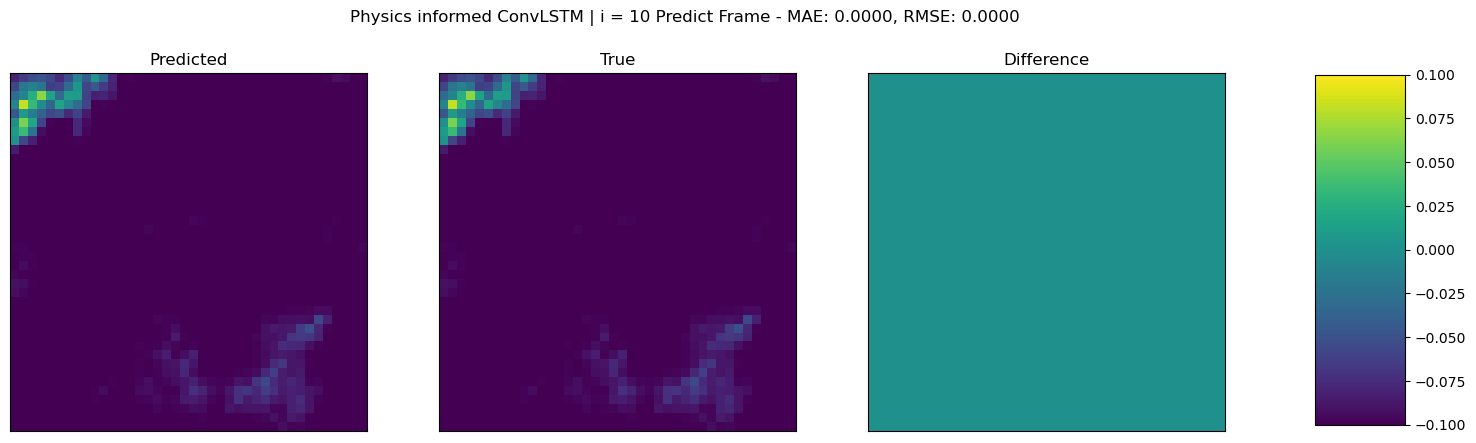 Physics informed ConvLSTM | i = 10 Predict Frame - MAE: 0.0000, RMSE: 0.0000
Predicted
True
Difference
0.100
0.075
0.050
0.025
0.000
−0.025
−0.050
−0.075
−0.100